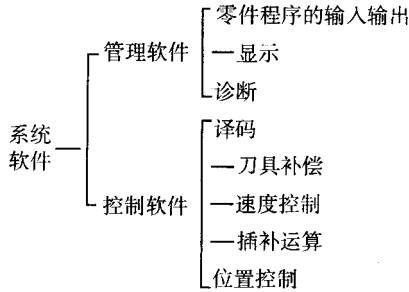 系统
软件
管理软件
零件程序的输入输出
显示
诊断
控制软件
译码
刀具补偿
速度控制
插补运算
位置控制